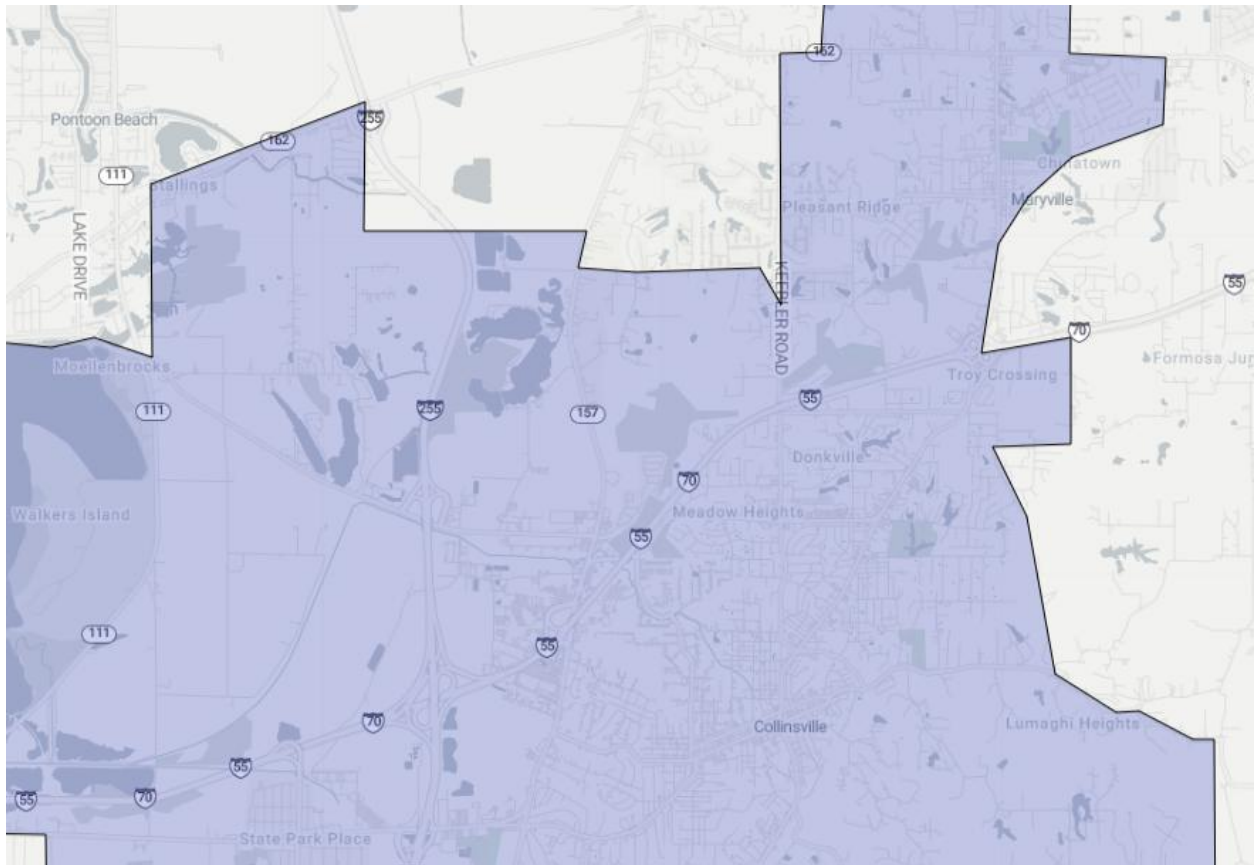 162
255
Pontoon Beach
162
111
Chinatown
Stallings
Maryville
Pleasant Ridge
LAKE DRIVE
55
KEEBLER ROAD
70
Formosa Jun
Moellenbrocks
Troy Crossing
55
255
111
157
Donkville
70
Meadow Heights
Walkers Island
55
111
55
70
Lumaghi Heights
Collinsville
55
70
55
State Park Place